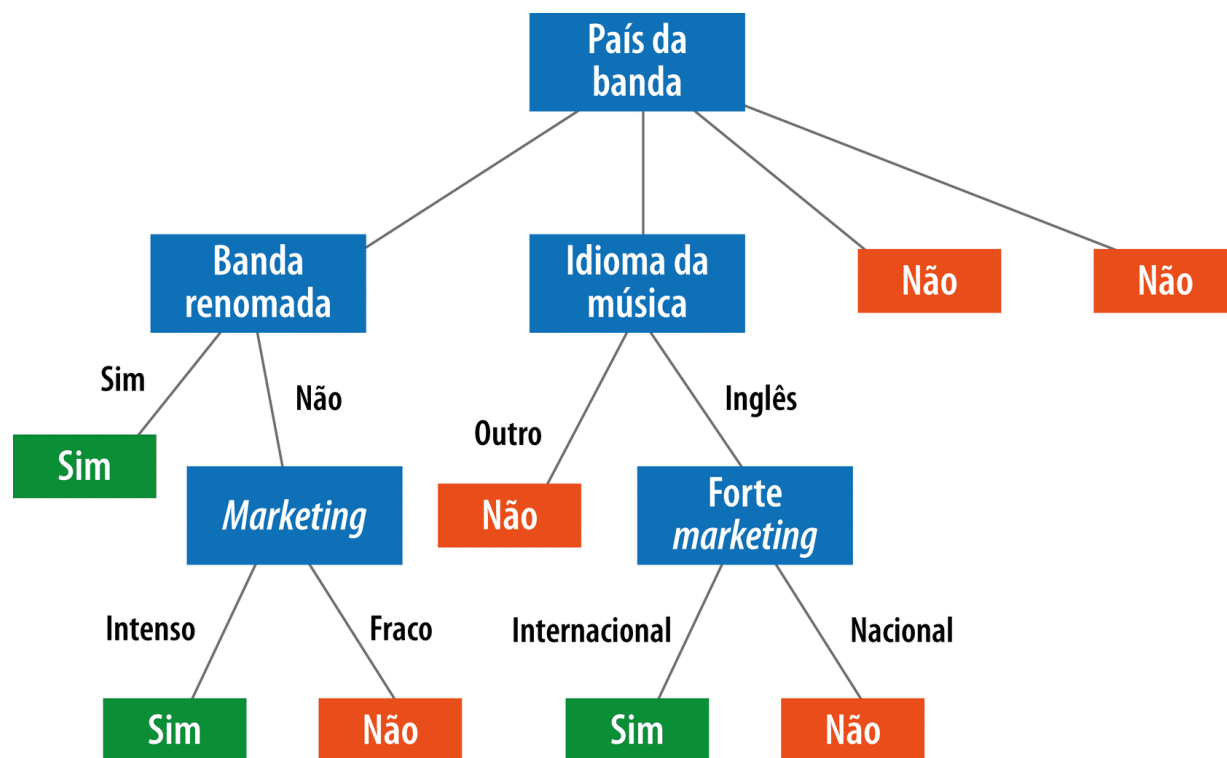 País da
banda
Banda
renomada
Idioma da
música
Não
Não
Sim
Não
Outro
Inglês
Sim
Marketing
Não
Forte
marketing
Intenso
Fraco
Internacional
Nacional
Sim
Não
Sim
Não